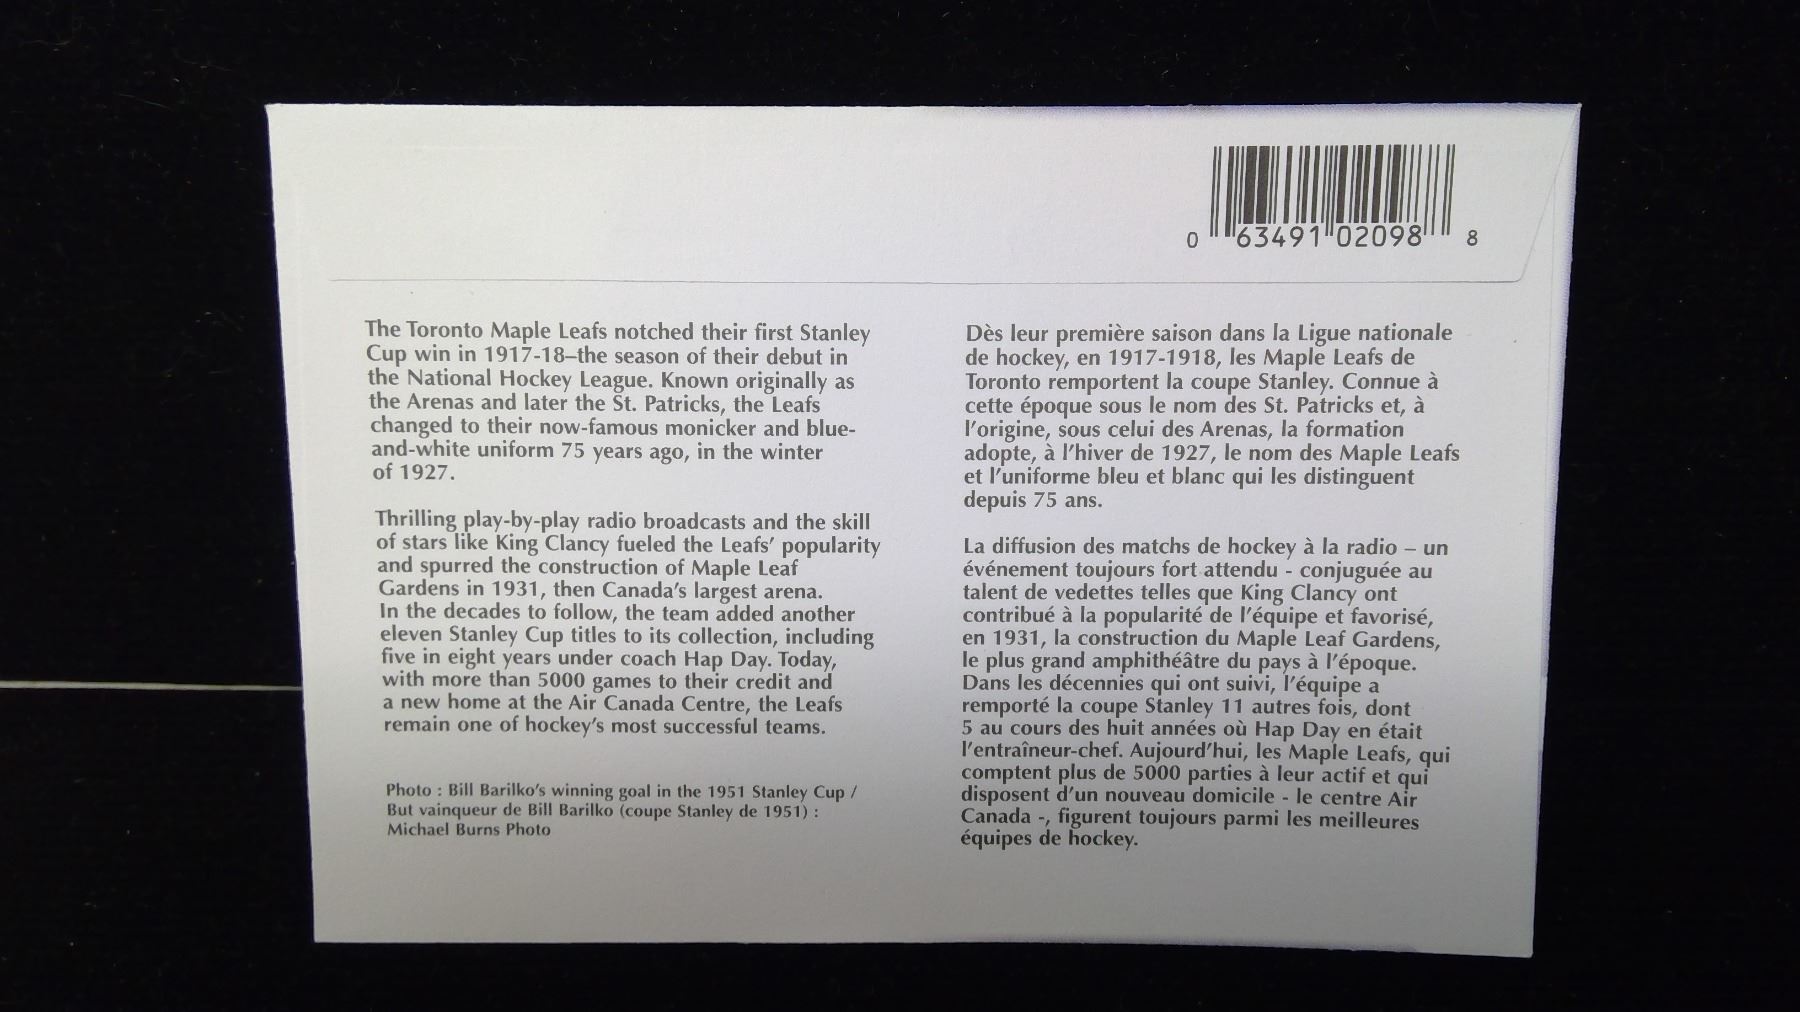 0 63491 02098 8
The Toronto Maple Leafs notched their first Stanley
Cup win in 1917-18–the season of their debut in
the National Hockey League. Known originally as
the Arenas and later the St. Patricks, the Leafs
changed to their now-famous monicker and blue-
and-white uniform 75 years ago, in the winter
of 1927.
Thrilling play-by-play radio broadcasts and the skill
of stars like King Clancy fueled the Leafs’ popularity
and spurred the construction of Maple Leaf
Gardens in 1931, then Canada’s largest arena.
In the decades to follow, the team added another
eleven Stanley Cup titles to its collection, including
five in eight years under coach Hap Day. Today,
with more than 5000 games to their credit and
a new home at the Air Canada Centre, the Leafs
remain one of hockey’s most successful teams.
Photo : Bill Barilko’s winning goal in the 1951 Stanley Cup /
But vainqueur de Bill Barilko (coupe Stanley de 1951) :
Michael Burns Photo
Dès leur première saison dans la Ligue nationale
de hockey, en 1917-1918, les Maple Leafs de
Toronto remportent la coupe Stanley. Connue à
cette époque sous le nom des St. Patricks et, à
l’origine, sous celui des Arenas, la formation
adopte, à l’hiver de 1927, le nom des Maple Leafs
et l’uniforme bleu et blanc qui les distinguent
depuis 75 ans.
La diffusion des matchs de hockey à la radio – un
événement toujours fort attendu - conjuguée au
talent de vedettes telles que King Clancy ont
contribué à la popularité de l’équipe et favorisé,
en 1931, la construction du Maple Leaf Gardens,
le plus grand amphithéâtre du pays à l’époque.
Dans les décennies qui ont suivi, l’équipe a
remporté la coupe Stanley 11 autres fois, dont
5 au cours des huit années où Hap Day en était
l’entraîneur-chef. Aujourd’hui, les Maple Leafs, qui
comptent plus de 5000 parties à leur actif et qui
disposent d’un nouveau domicile - le centre Air
Canada -, figurent toujours parmi les meilleures
équipes de hockey.